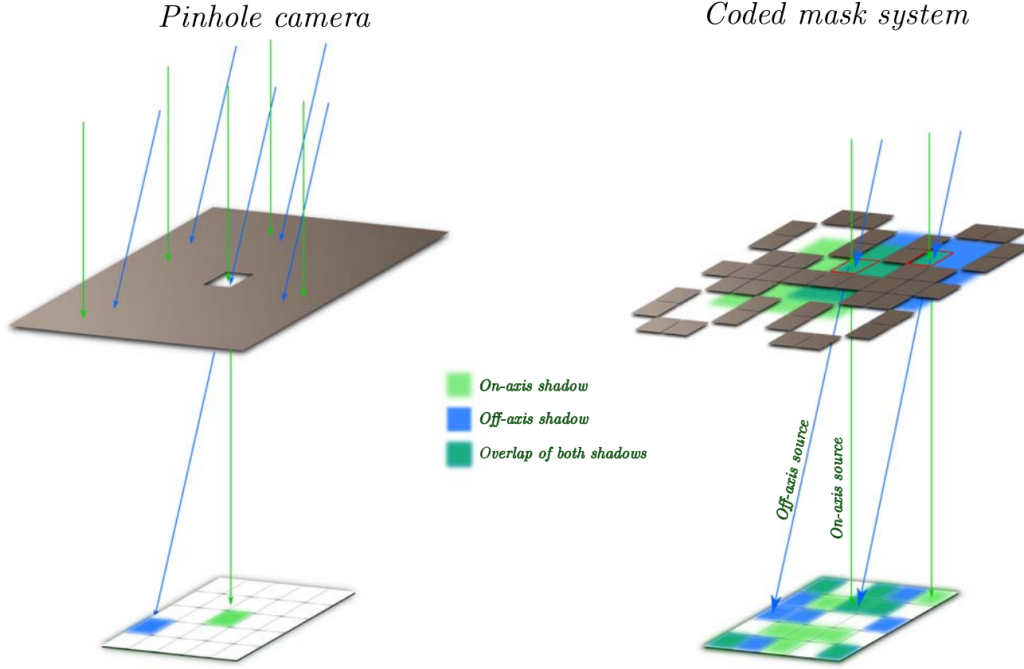 Pinhole camera
Coded mask system
On-axis shadow
Off-axis shadow
Overlap of both shadows
Off-axis source
On-axis source